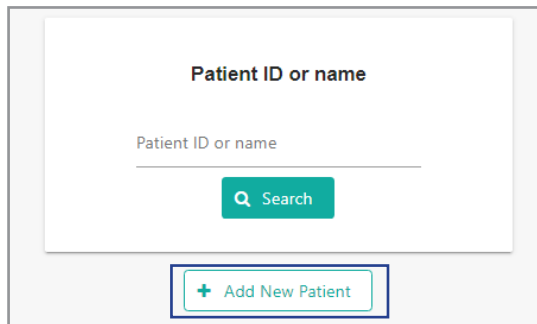 Patient ID or name
Patient ID or name
Search
Add New Patient